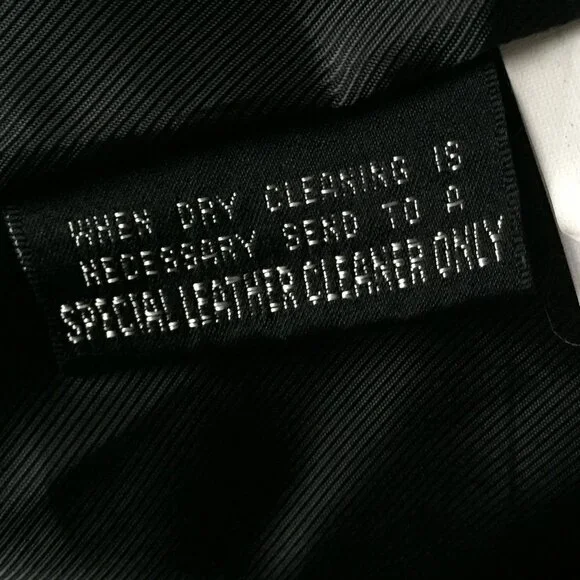 WHEN DRY CLEANING IS
NECESSARY SEND TO A
SPECIAL LEATHER CLEANER ONLY